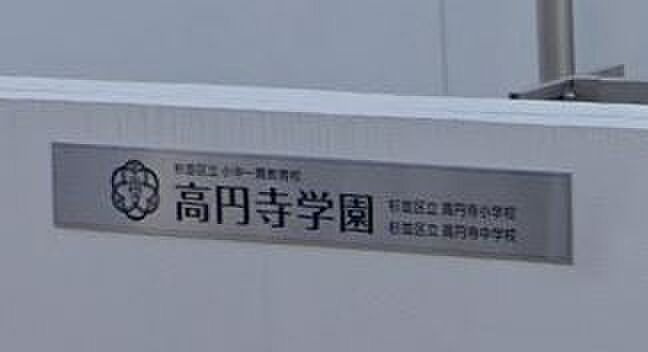 杉並区立 小中一貫教育校
高円寺学園
杉並区立 高円寺小学校
杉並区立 高円寺中学校